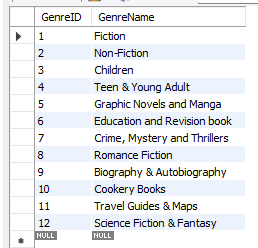 GenreID GenreName
1 Fiction
2 Non-Fiction
3 Children
4 Teen & Young Adult
5 Graphic Novels and Manga
6 Education and Revision book
7 Crime, Mystery and Thrillers
8 Romance Fiction
9 Biography & Autobiography
10 Cookery Books
11 Travel Guides & Maps
12 Science Fiction & Fantasy
NULL NULL